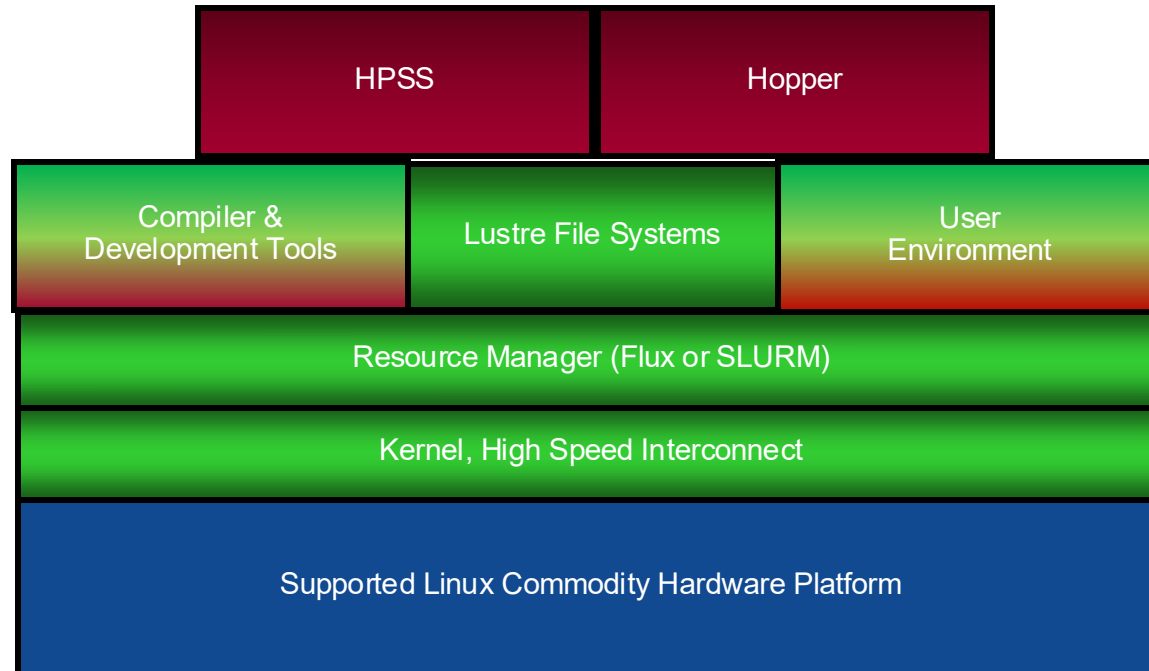 HPSS
Hopper
Compiler &
Development Tools
Lustre File Systems
User
Environment
Resource Manager (Flux or SLURM)
Kernel, High Speed Interconnect
Supported Linux Commodity Hardware Platform